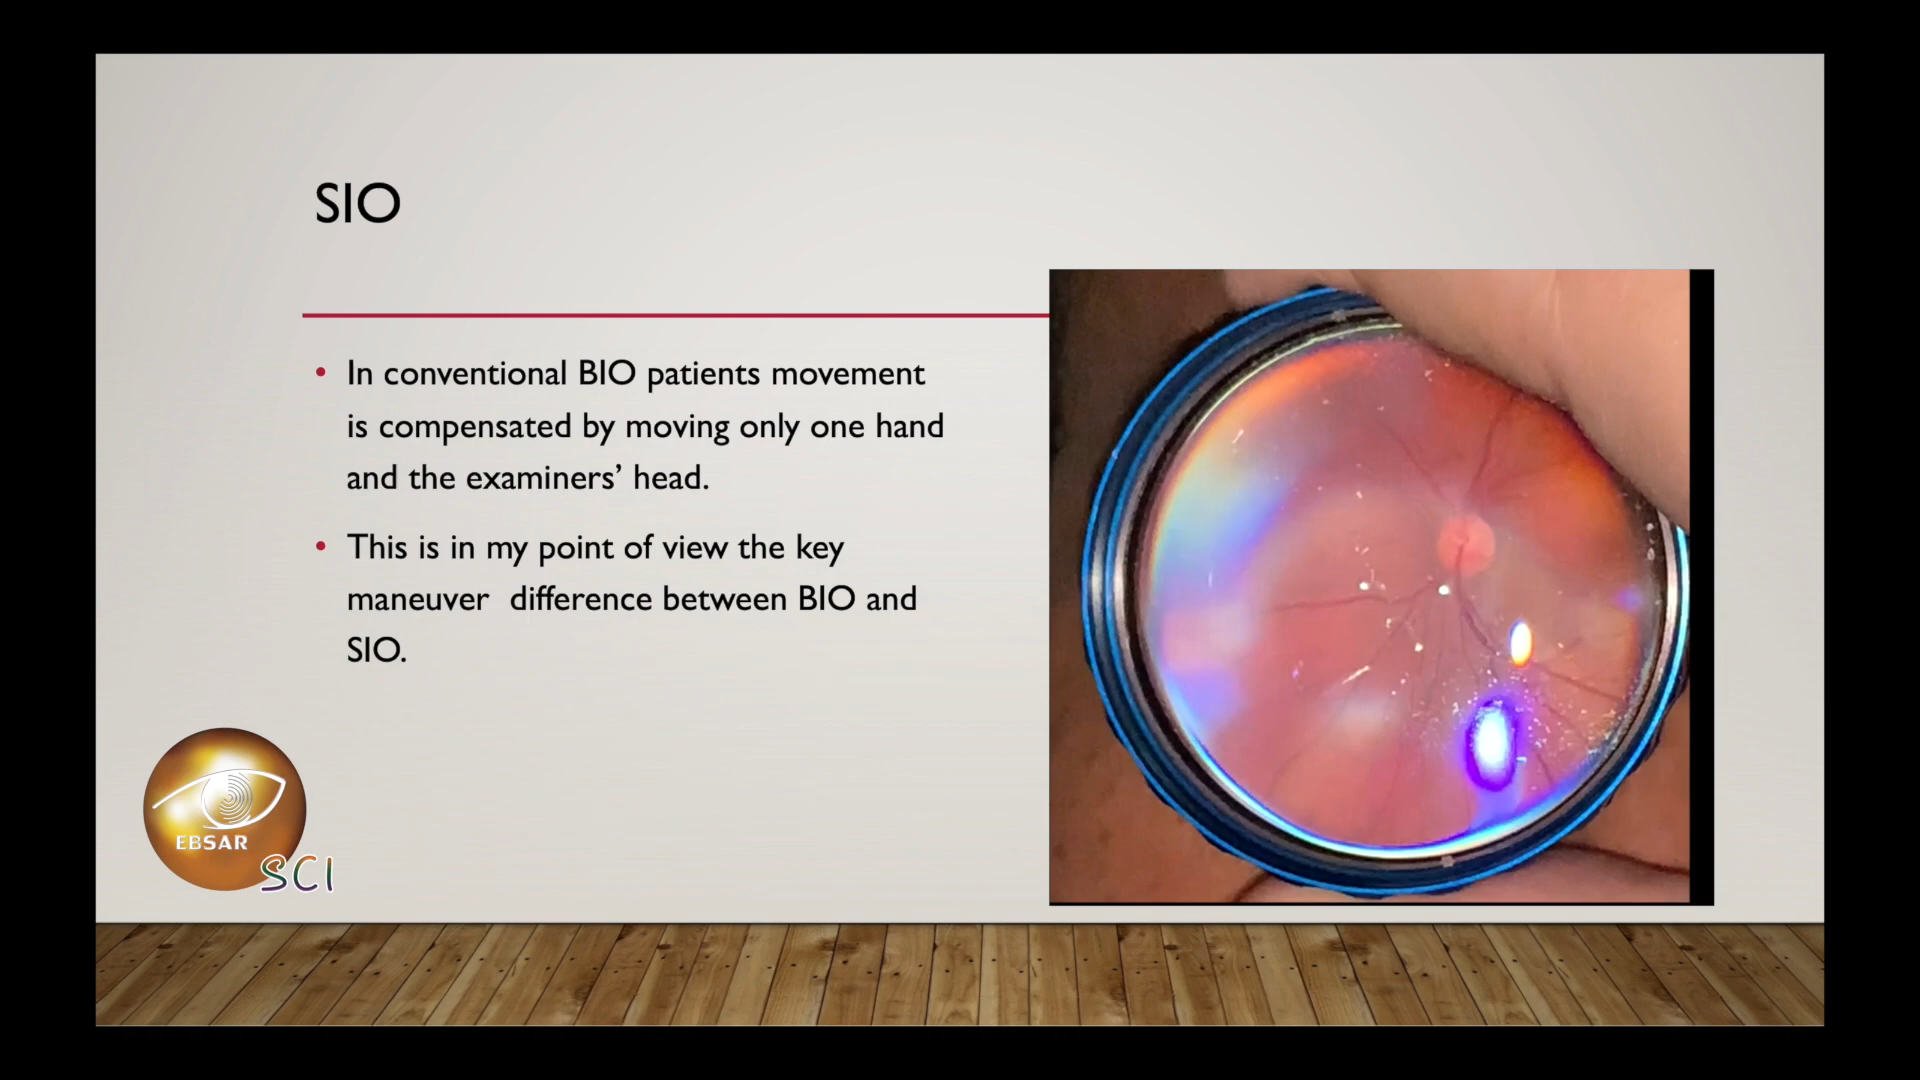 SIO
• In conventional BIO patients movement
is compensated by moving only one hand
and the examiners’ head.
• This is in my point of view the key
maneuver  difference between BIO and
SIO.
EBSAR
SCI